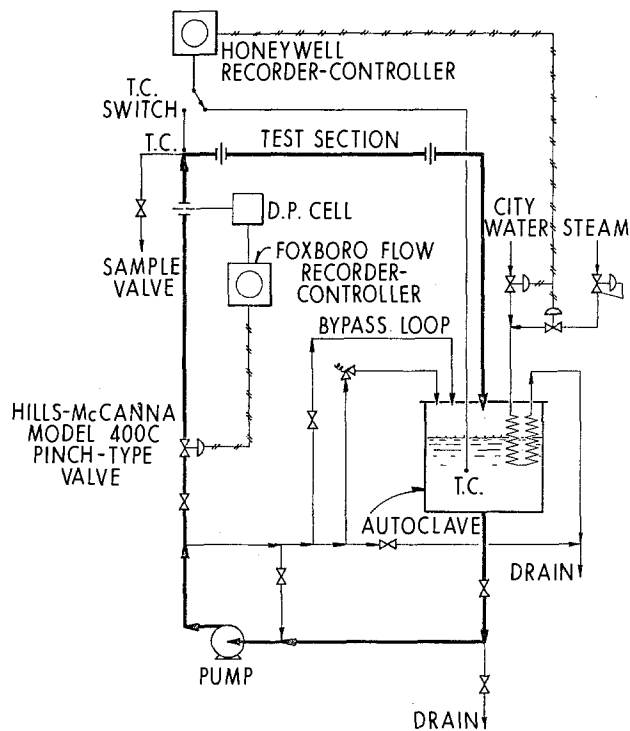 HONEYWELL
RECORDER-CONTROLLER
T.C.
SWITCH
T.C.
TEST SECTION
D.P. CELL
CITY
WATER
STEAM
SAMPLE
VALVE
FOXBORO FLOW
RECORDER-
CONTROLLER
BYPASS LOOP
HILLS-McCANNA
MODEL 400C
PINCH-TYPE
VALVE
T.C.
AUTOCLAVE
DRAIN
PUMP
DRAIN